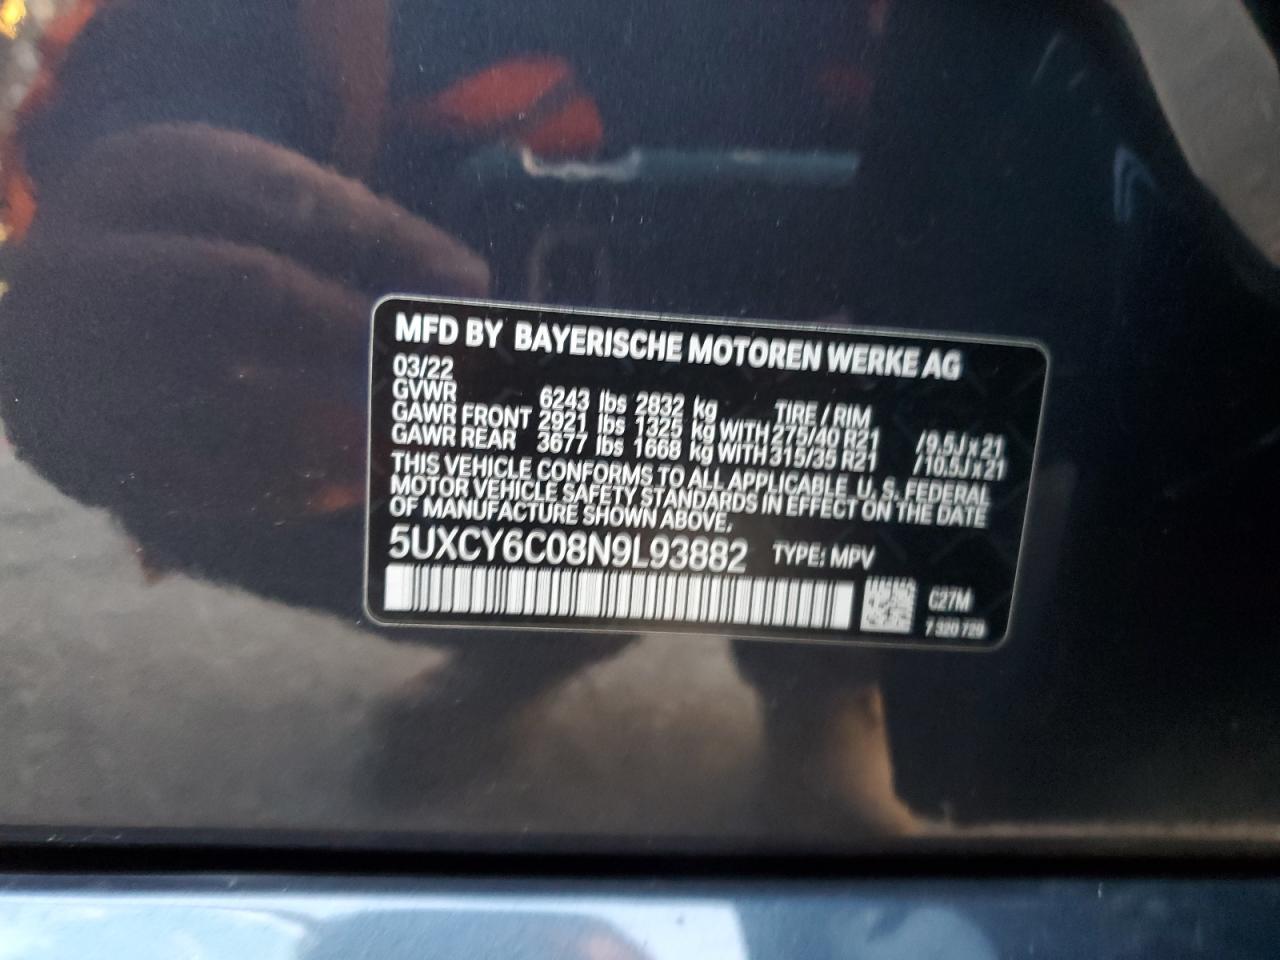 MFD BY BAYERISCHE MOTOREN WERKE AG
03/22
GVWR 6243 lbs 2832 kg TIRE / RIM
GAWR FRONT 2921 lbs 1325 kg WITH 275/40 R21 /9.5J x 21
GAWR REAR 3677 lbs 1668 kg WITH 315/35 R21 /10.5J x 21
THIS VEHICLE CONFORMS TO ALL APPLICABLE U. S. FEDERAL
MOTOR VEHICLE SAFETY STANDARDS IN EFFECT ON THE DATE
OF MANUFACTURE SHOWN ABOVE.
5UXCY6C08N9L93882 TYPE: MPV
C27M
7 320 729